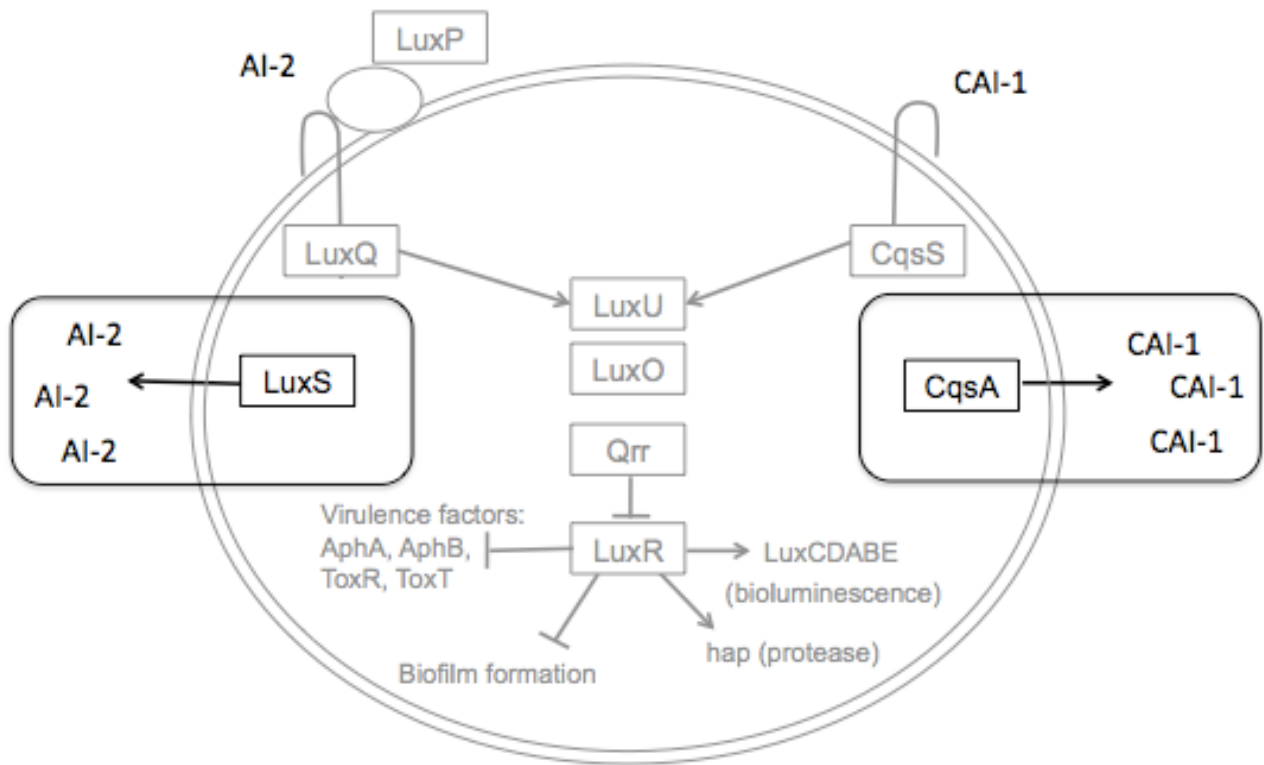 LuxP
AI-2
CAI-1
LuxQ
CqsS
LuxU
AI-2
AI-2
AI-2
LuxS
LuxO
CqsA
CAI-1
CAI-1
CAI-1
Qrr
Virulence factors:
AphA, AphB,
ToxR, ToxT
LuxR
LuxCDABE
(bioluminescence)
hap (protease)
Biofilm formation